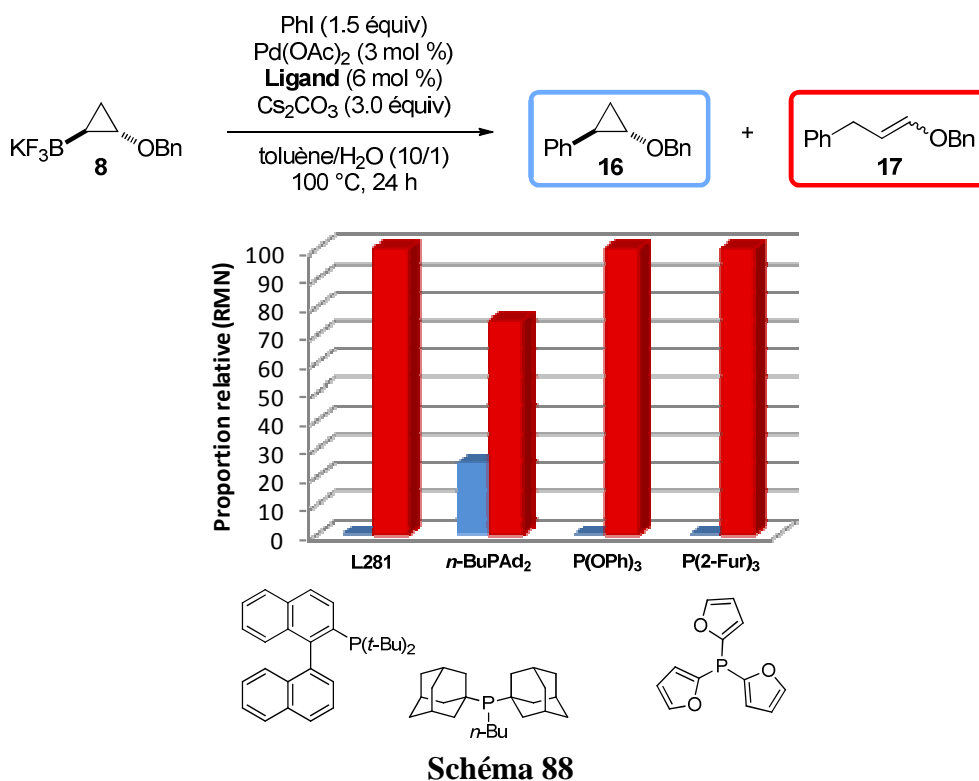 PhI (1.5 équiv)
Pd(OAc)₂ (3 mol %)
Ligand (6 mol %)
Cs₂CO₃ (3.0 équiv)
toluène/H₂O (10/1)
100 °C, 24 h
KF₃B
OBn
8
Ph
OBn
16
+
Ph
OBn
17
Proportion relative (RMN)
100
90
80
70
60
50
40
30
20
10
0
L281
n-BuPAd₂
P(OPh)₃
P(2-Fur)₃
P(t-Bu)₂
P
n-Bu
O
P
O
O
Schéma 88